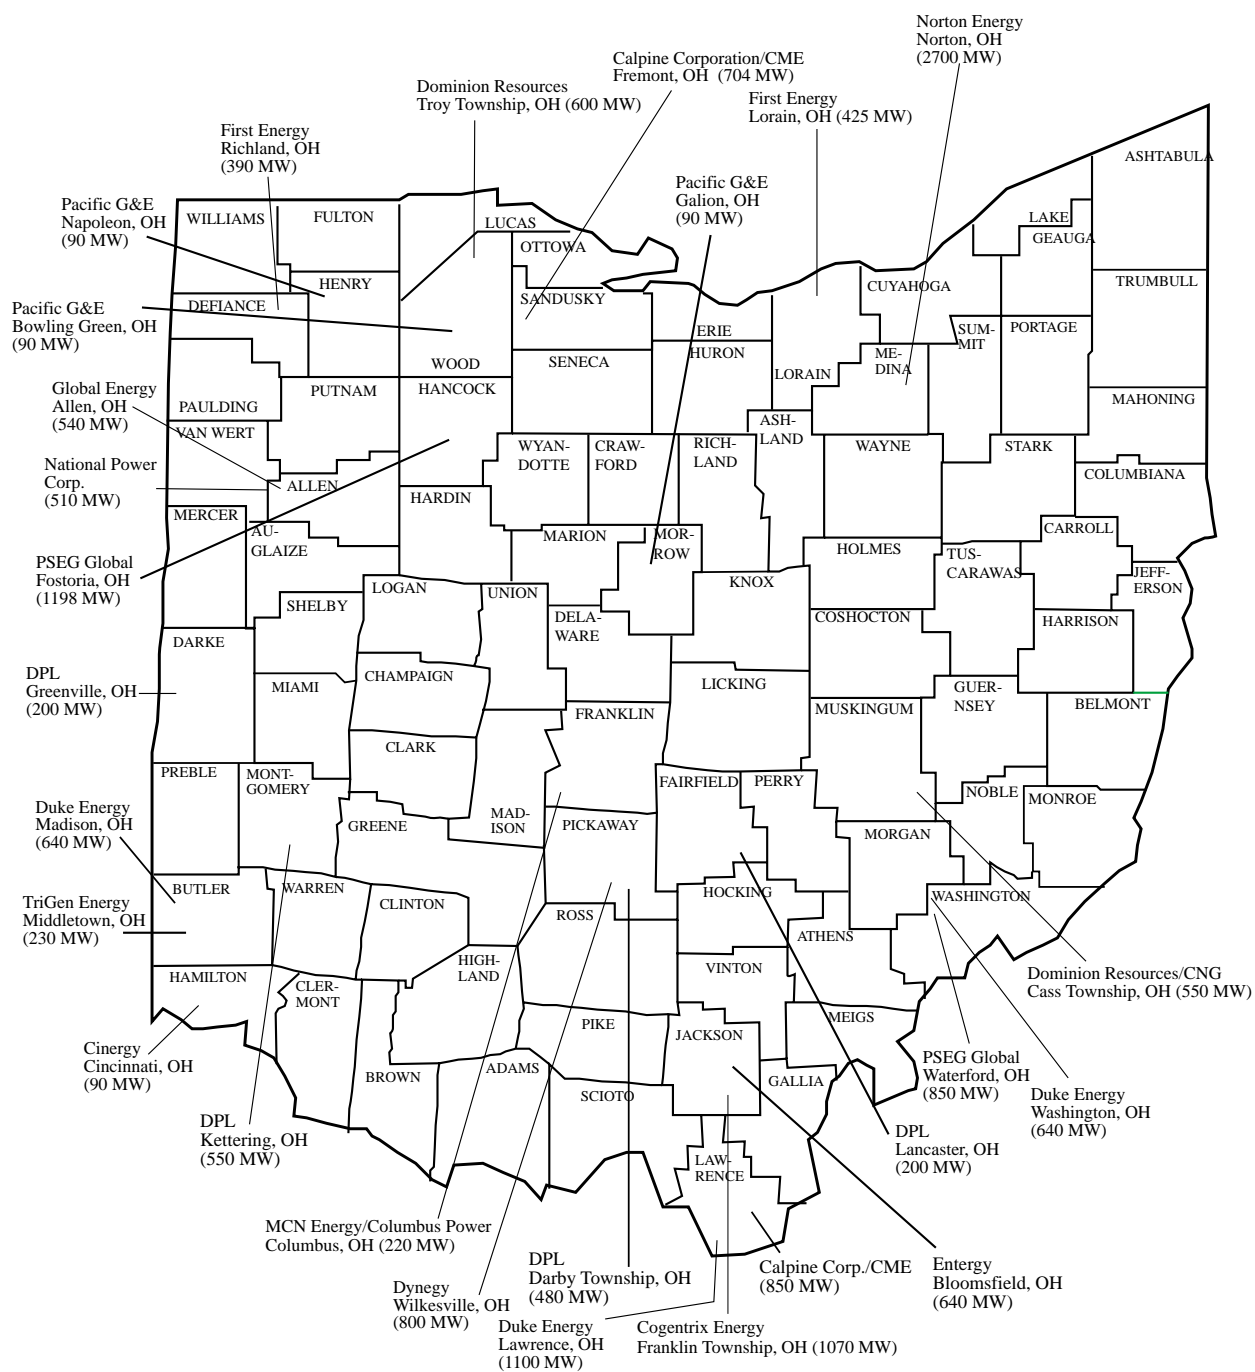 Norton Energy
Norton, OH
(2700 MW)
Calpine Corporation/CME
Fremont, OH (704 MW)
Dominion Resources
Troy Township, OH (600 MW)
First Energy
Lorain, OH (425 MW)
First Energy
Richland, OH
(390 MW)
Pacific G&E
Galion, OH
(90 MW)
Pacific G&E
Napoleon, OH
(90 MW)
Pacific G&E
Bowling Green, OH
(90 MW)
Global Energy
Allen, OH
(540 MW)
National Power
Corp.
(510 MW)
PSEG Global
Fostoria, OH
(1198 MW)
DPL
Greenville, OH
(200 MW)
Duke Energy
Madison, OH
(640 MW)
TriGen Energy
Middletown, OH
(230 MW)
Cinergy
Cincinnati, OH
(90 MW)
DPL
Kettering, OH
(550 MW)
MCN Energy/Columbus Power
Columbus, OH (220 MW)
Dynegy
Wilkesville, OH
(800 MW)
DPL
Darby Township, OH
(480 MW)
Duke Energy
Lawrence, OH
(1100 MW)
Cogentrix Energy
Franklin Township, OH (1070 MW)
Calpine Corp./CME
(850 MW)
Entergy
Bloomsfield, OH
(640 MW)
DPL
Lancaster, OH
(200 MW)
Duke Energy
Washington, OH
(640 MW)
PSEG Global
Waterford, OH
(850 MW)
Dominion Resources/CNG
Cass Township, OH (550 MW)
ASHTABULA
LAKE
GEAUGA
WILLIAMS
FULTON
LUCAS
OTTOWA
HENRY
SANDUSKY
DEFIANCE
CUYAHOGA
TRUMBULL
ERIE
HURON
SUM-
MIT
PORTAGE
WOOD
SENECA
LORAIN
ME-
DINA
PUTNAM
HANCOCK
PAULDING
MAHONING
VAN WERT
WYAN-
DOTTE
CRAW-
FORD
RICH-
LAND
ASH-
LAND
WAYNE
STARK
ALLEN
HARDIN
COLUMBIANA
MERCER
AU-
GLAIZE
MARION
MOR-
ROW
HOLMES
TUS-
CARAWAS
CARROLL
JEFF-
ERSON
LOGAN
UNION
KNOX
SHELBY
DELA-
WARE
COSHOCTON
HARRISON
DARKE
CHAMPAIGN
MIAMI
LICKING
GUER-
NSEY
BELMONT
FRANKLIN
MUSKINGUM
CLARK
PREBLE
MONT-
GOMERY
FAIRFIELD
PERRY
NOBLE
MONROE
GREENE
MAD-
ISON
PICKAWAY
MORGAN
BUTLER
WARREN
CLINTON
HOCKING
WASHINGTON
ROSS
ATHENS
HAMILTON
CLER-
MONT
HIGH-
LAND
VINTON
PIKE
JACKSON
MEIGS
BROWN
ADAMS
SCIOTO
GALLIA
LAW-
RENCE